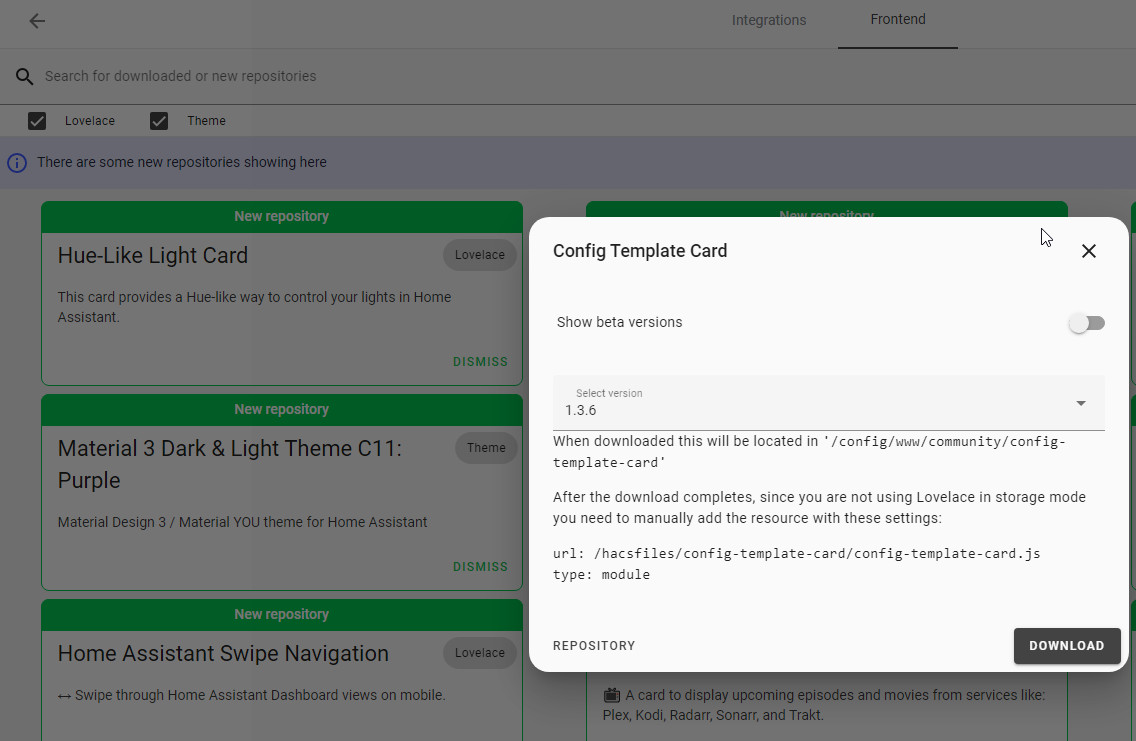 Integrations
Frontend
Search for downloaded or new repositories
Lovelace
Theme
There are some new repositories showing here
New repository
Hue-Like Light Card
Lovelace
This card provides a Hue-like way to control your lights in Home
Assistant.
DISMISS
New repository
Material 3 Dark & Light Theme C11:
Purple
Theme
Material Design 3 / Material YOU theme for Home Assistant
DISMISS
New repository
Home Assistant Swipe Navigation
Lovelace
↔ Swipe through Home Assistant Dashboard views on mobile.
New repository
Config Template Card
Show beta versions
Select version
1.3.6
When downloaded this will be located in '/config/www/community/config-
template-card'
After the download completes, since you are not using Lovelace in storage mode
you need to manually add the resource with these settings:
url: /hacsfiles/config-template-card/config-template-card.js
type: module
REPOSITORY
DOWNLOAD
A card to display upcoming episodes and movies from services like:
Plex, Kodi, Radarr, Sonarr, and Trakt.